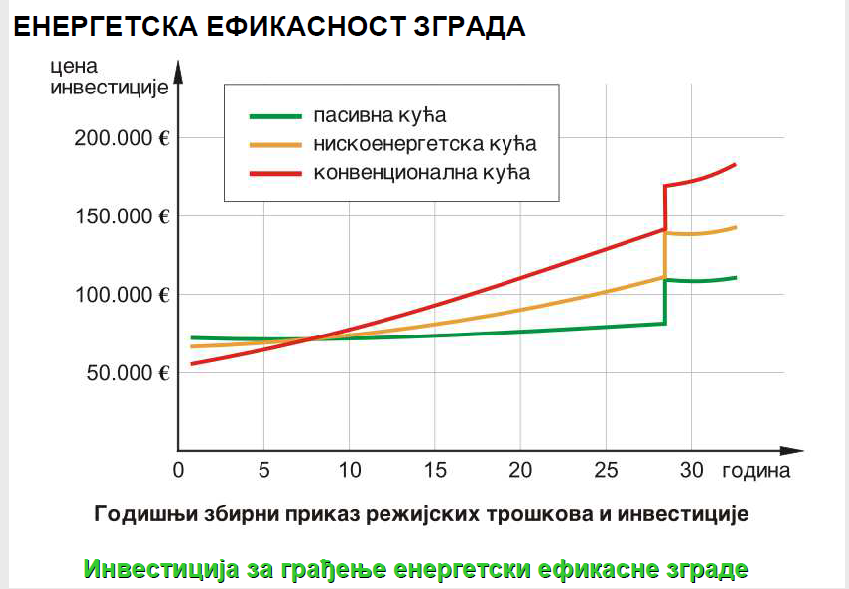 ЕНЕРГЕТСКА ЕФИКАСНОСТ ЗГРАДА
цена
инвестиције
пасивна кућа
нискоенергетска кућа
конвенционална кућа
200.000 €
150.000 €
100.000 €
50.000 €
0 5 10 15 20 25 30 година
Годишњи збирни приказ режијских трошкова и инвестиције
Инвестиција за грађење енергетски ефикасне зграде